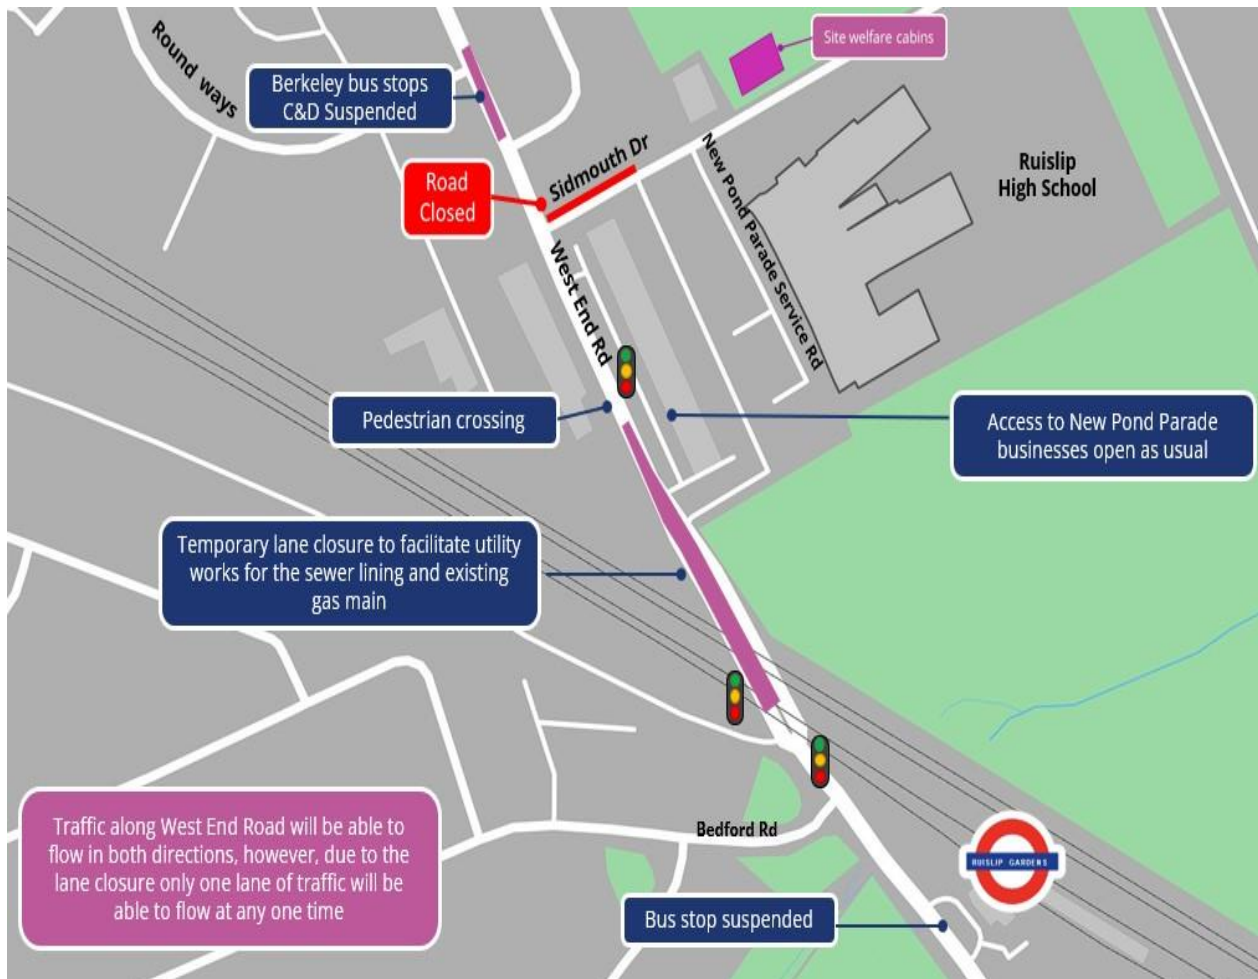 Round ways
Site welfare cabins
Berkeley bus stops
C&D Suspended
Road
Closed
Sidmouth Dr
New Pond Parade Service Rd
Ruislip
High School
West End Rd
Pedestrian crossing
Access to New Pond Parade
businesses open as usual
Temporary lane closure to facilitate utility
works for the sewer lining and existing
gas main
Traffic along West End Road will be able to
flow in both directions, however, due to the
lane closure only one lane of traffic will be
able to flow at any one time
Bedford Rd
RUISLIP GARDENS
Bus stop suspended